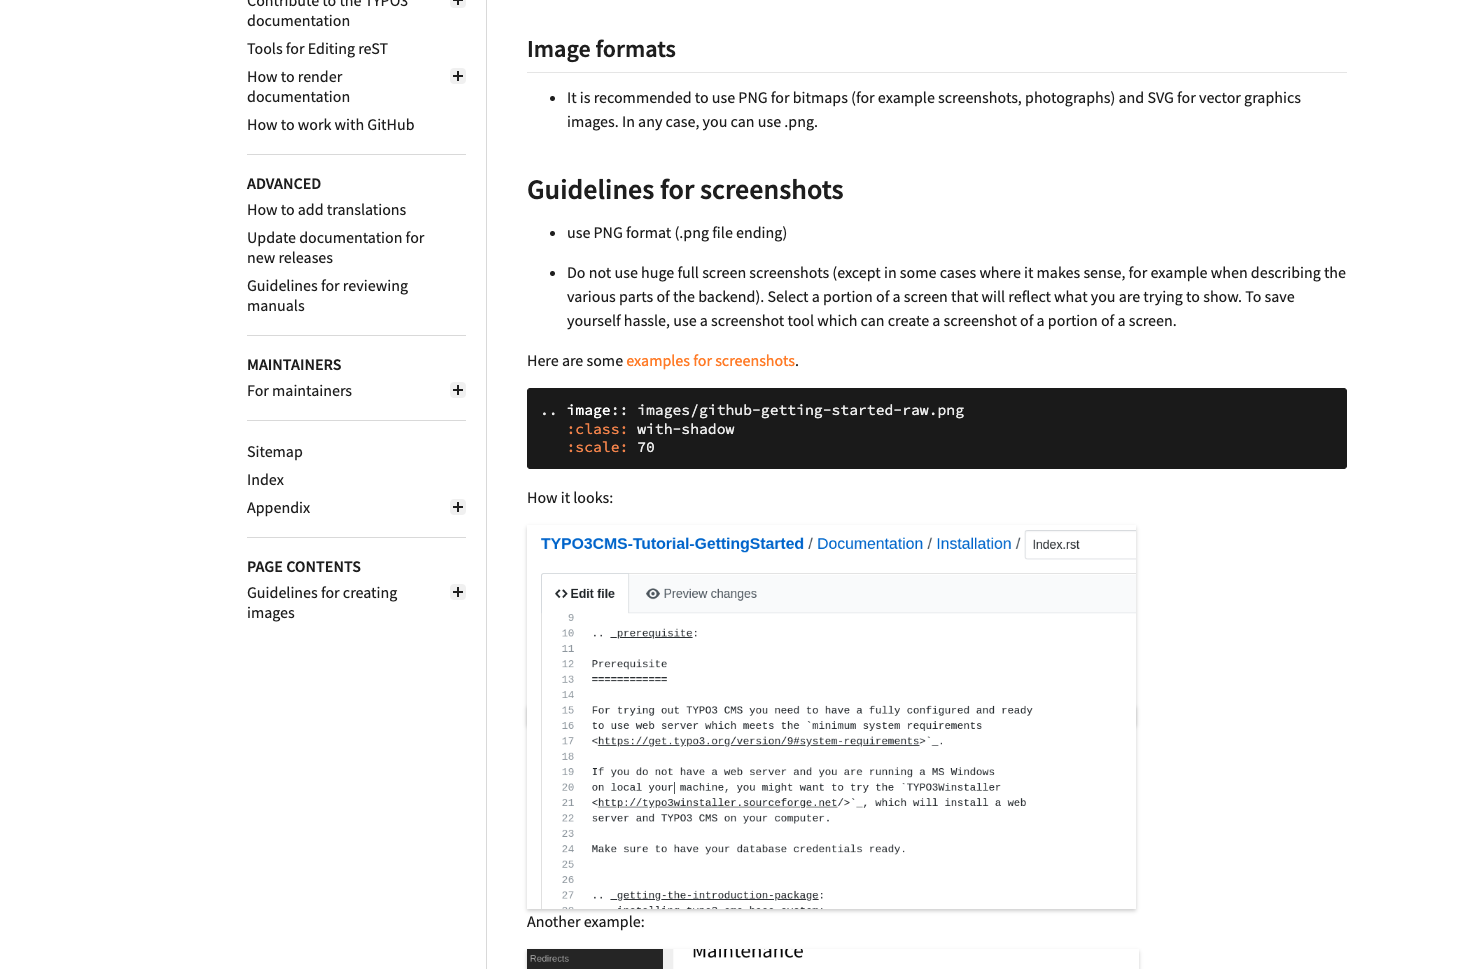 Contribute to the TYPO3
documentation
Tools for Editing reST
How to render
documentation
How to work with GitHub
ADVANCED
How to add translations
Update documentation for
new releases
Guidelines for reviewing
manuals
MAINTAINERS
For maintainers
Sitemap
Index
Appendix
PAGE CONTENTS
Guidelines for creating
images
Image formats
It is recommended to use PNG for bitmaps (for example screenshots, photographs) and SVG for vector graphics
images. In any case, you can use .png.
Guidelines for screenshots
use PNG format (.png file ending)
Do not use huge full screen screenshots (except in some cases where it makes sense, for example when describing the
various parts of the backend). Select a portion of a screen that will reflect what you are trying to show. To save
yourself hassle, use a screenshot tool which can create a screenshot of a portion of a screen.
Here are some examples for screenshots.
.. image:: images/github-getting-started-raw.png
:class: with-shadow
:scale: 70
How it looks:
TYPO3CMS-Tutorial-GettingStarted / Documentation / Installation / Index.rst
<> Edit file Preview changes
9
10 .. _prerequisite:
11
12 Prerequisite
13 ============
14
15 For trying out TYPO3 CMS you need to have a fully configured and ready
16 to use web server which meets the `minimum system requirements
17 <https://get.typo3.org/version/9#system-requirements>`_.
18
19 If you do not have a web server and you are running a MS Windows
20 on local your machine, you might want to try the `TYPO3Winstaller
21 <http://typo3winstaller.sourceforge.net/>`_, which will install a web
22 server and TYPO3 CMS on your computer.
23
24 Make sure to have your database credentials ready.
25
26
27 .. _getting-the-introduction-package:
Another example:
Redirects
Maintenance